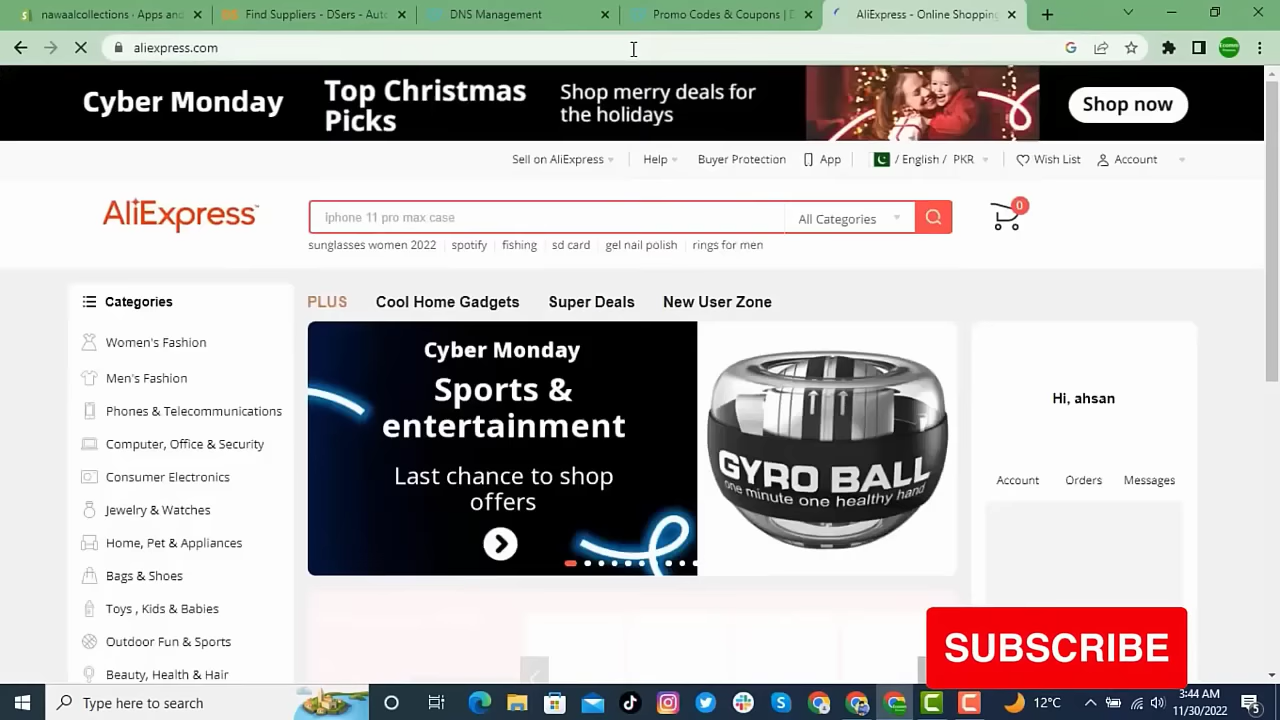 nawaalcollections · Apps and
Find Suppliers - DSers - Auto
DNS Management
Promo Codes & Coupons |
AliExpress - Online Shopping
aliexpress.com
Cyber Monday
Top Christmas
Picks
Shop merry deals for
the holidays
Shop now
Sell on AliExpress
Help
Buyer Protection
App
/ English / PKR
Wish List
Account
AliExpress
iphone 11 pro max case
All Categories
0
sunglasses women 2022
spotify
fishing
sd card
gel nail polish
rings for men
Categories
Women's Fashion
Men's Fashion
Phones & Telecommunications
Computer, Office & Security
Consumer Electronics
Jewelry & Watches
Home, Pet & Appliances
Bags & Shoes
Toys , Kids & Babies
Outdoor Fun & Sports
Beauty, Health & Hair
PLUS
Cool Home Gadgets
Super Deals
New User Zone
Cyber Monday
Sports &
entertainment
Last chance to shop
offers
GYRO BALL
one minute one healthy hand
Hi, ahsan
Account
Orders
Messages
SUBSCRIBE
Type here to search
12°C
3:44 AM
11/30/2022
5